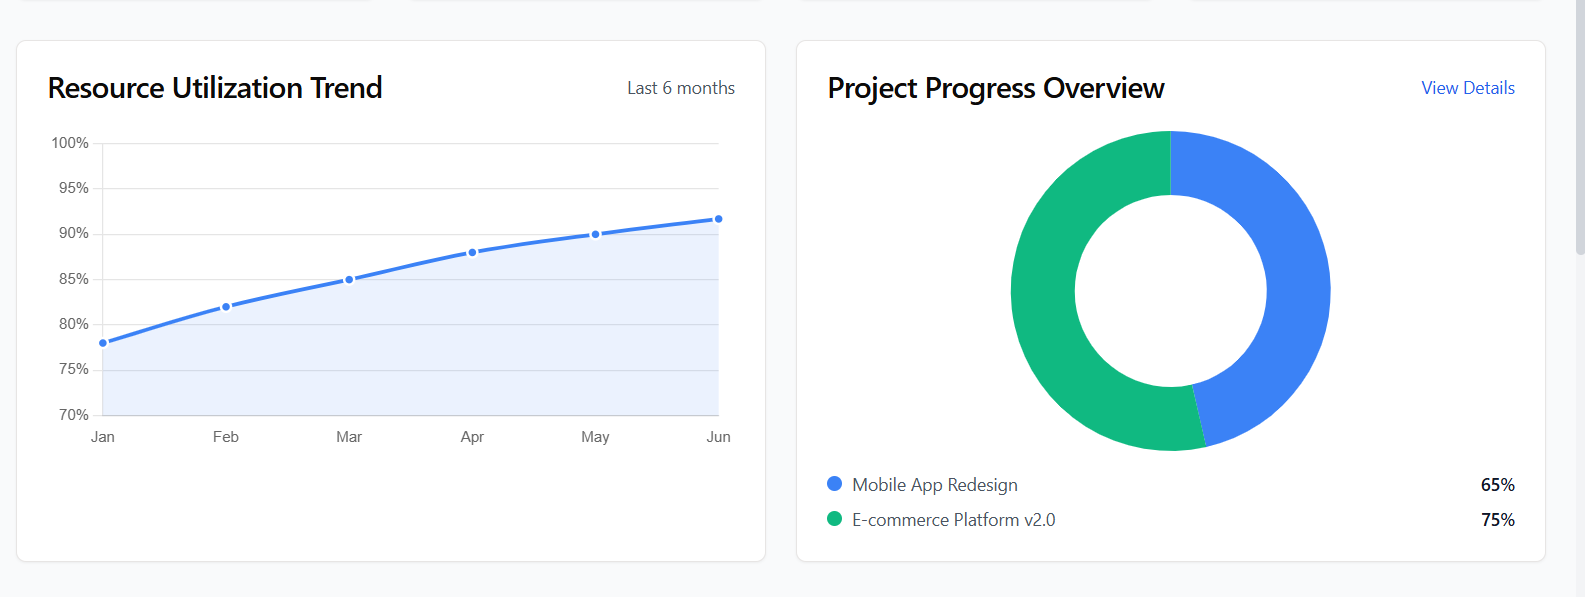 Resource Utilization Trend
Last 6 months
100%
95%
90%
85%
80%
75%
70%
Jan Feb Mar Apr May Jun
Project Progress Overview
View Details
Mobile App Redesign 65%
E-commerce Platform v2.0 75%